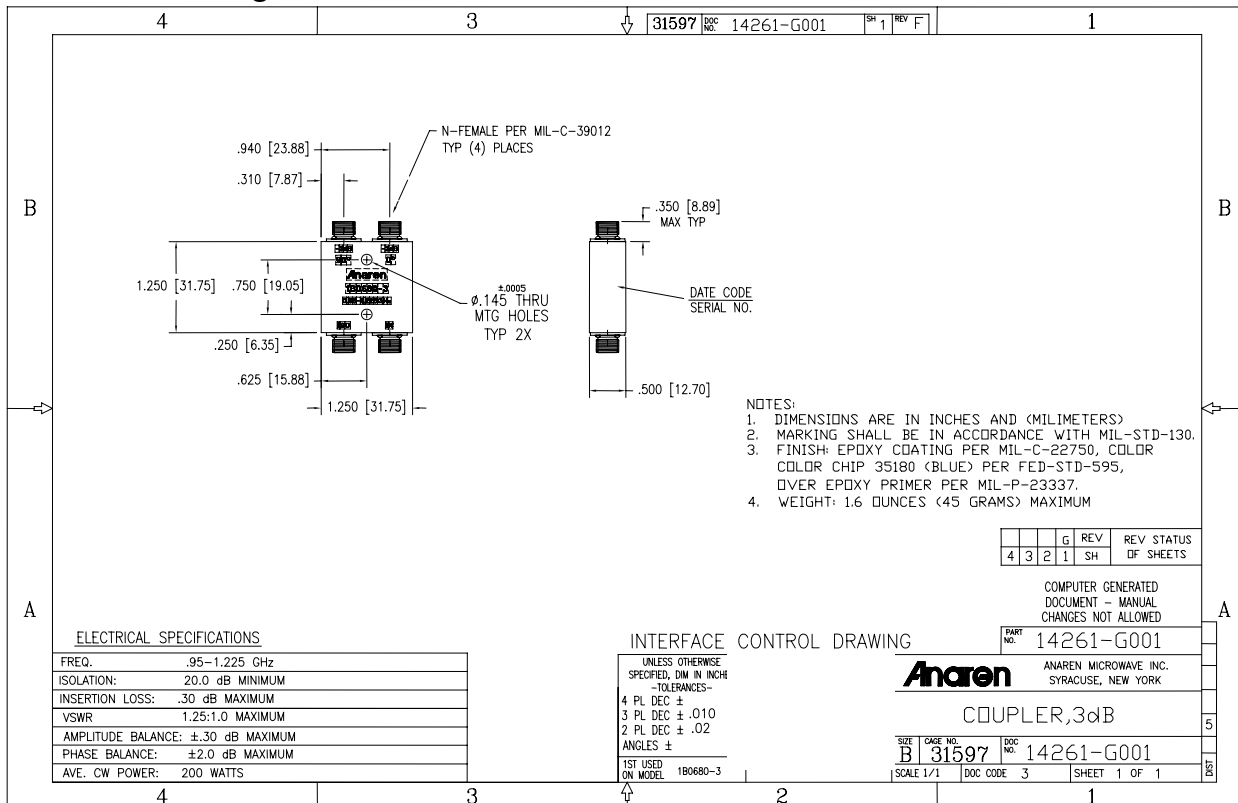 4 3 1
31597 DOC NO. 14261-G001 SH 1 REV F
N-FEMALE PER MIL-C-39012
TYP (4) PLACES
.940 [23.88]
.310 [7.87]
B
B
.350 [8.89]
MAX TYP
Anaren
1.250 [31.75]
.750 [19.05]
±.0005
Ø.145 THRU
MTG HOLES
TYP 2X
DATE CODE
SERIAL NO.
.250 [6.35]
.625 [15.88]
1.250 [31.75]
.500 [12.70]
NOTES:
1. DIMENSIONS ARE IN INCHES AND (MILIMETERS)
2. MARKING SHALL BE IN ACCORDANCE WITH MIL-STD-130.
3. FINISH: EPOXY COATING PER MIL-C-22750, COLOR
COLOR CHIP 35180 (BLUE) PER FED-STD-595,
OVER EPOXY PRIMER PER MIL-P-23337.
4. WEIGHT: 1.6 OUNCES (45 GRAMS) MAXIMUM
G REV REV STATUS
4 3 2 1 SH OF SHEETS
COMPUTER GENERATED
DOCUMENT - MANUAL
CHANGES NOT ALLOWED
A
A
ELECTRICAL SPECIFICATIONS
FREQ. .95-1.225 GHz
ISOLATION: 20.0 dB MINIMUM
INSERTION LOSS: .30 dB MAXIMUM
VSWR 1.25:1.0 MAXIMUM
AMPLITUDE BALANCE: ±.30 dB MAXIMUM
PHASE BALANCE: ±2.0 dB MAXIMUM
AVE. CW POWER: 200 WATTS
INTERFACE CONTROL DRAWING
UNLESS OTHERWISE
SPECIFIED, DIM IN INCHE
-TOLERANCES-
4 PL DEC ±
3 PL DEC ± .010
2 PL DEC ± .02
ANGLES ±
1ST USED
ON MODEL 1B0680-3
PART NO. 14261-G001
Anaren
ANAREN MICROWAVE INC.
SYRACUSE, NEW YORK
COUPLER,3dB
SIZE B CAGE NO. 31597 DOC NO. 14261-G001
SCALE 1/1 DOC CODE 3 SHEET 1 OF 1
5
DIST
4 3 2 1